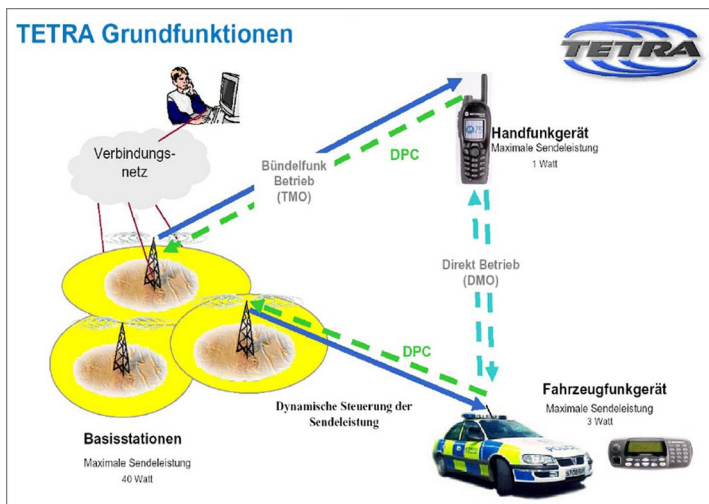 TETRA Grundfunktionen
TETRA
Verbindungs-
netz
Bündelfunk
Betrieb
(TMO)
DPC
Handfunkgerät
Maximale Sendeleistung
1 Watt
Direkt Betrieb
(DMO)
DPC
Dynamische Steuerung der
Sendeleistung
Basisstationen
Maximale Sendeleistung
40 Watt
Fahrzeugfunkgerät
Maximale Sendeleistung
3 Watt
POLICE